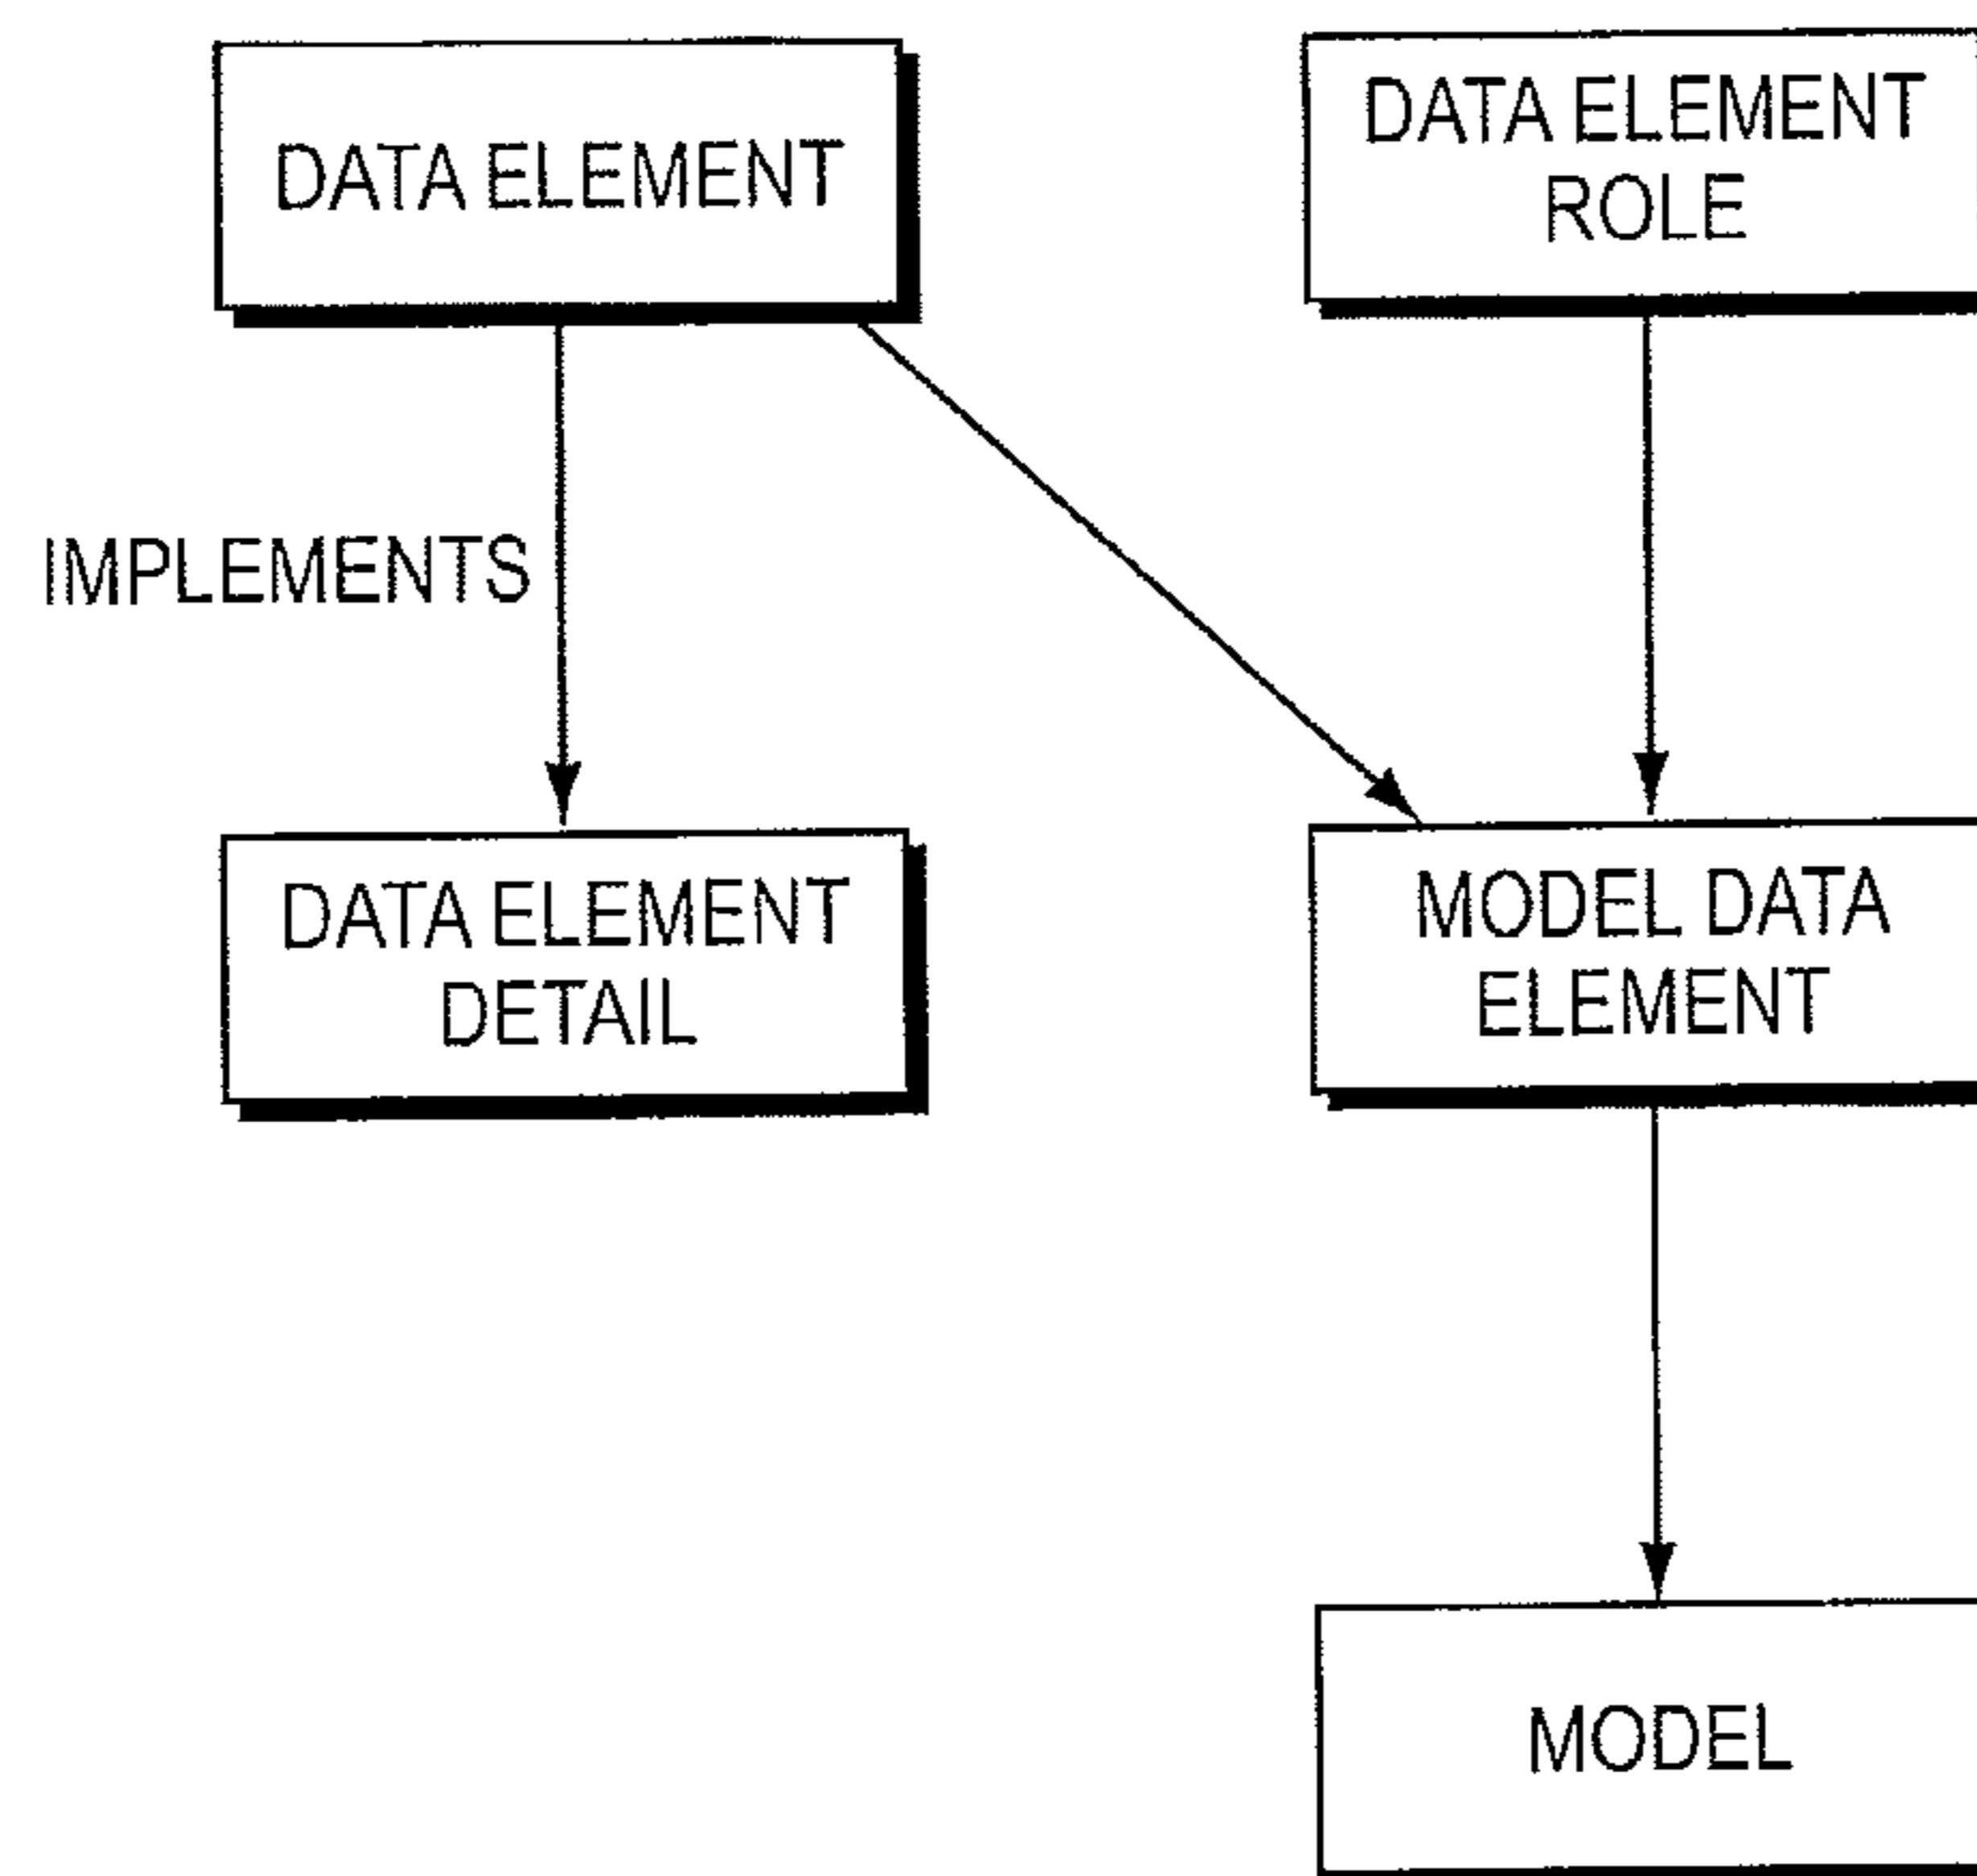 DATA ELEMENT
DATA ELEMENT
ROLE
IMPLEMENTS
DATA ELEMENT
DETAIL
MODEL DATA
ELEMENT
MODEL